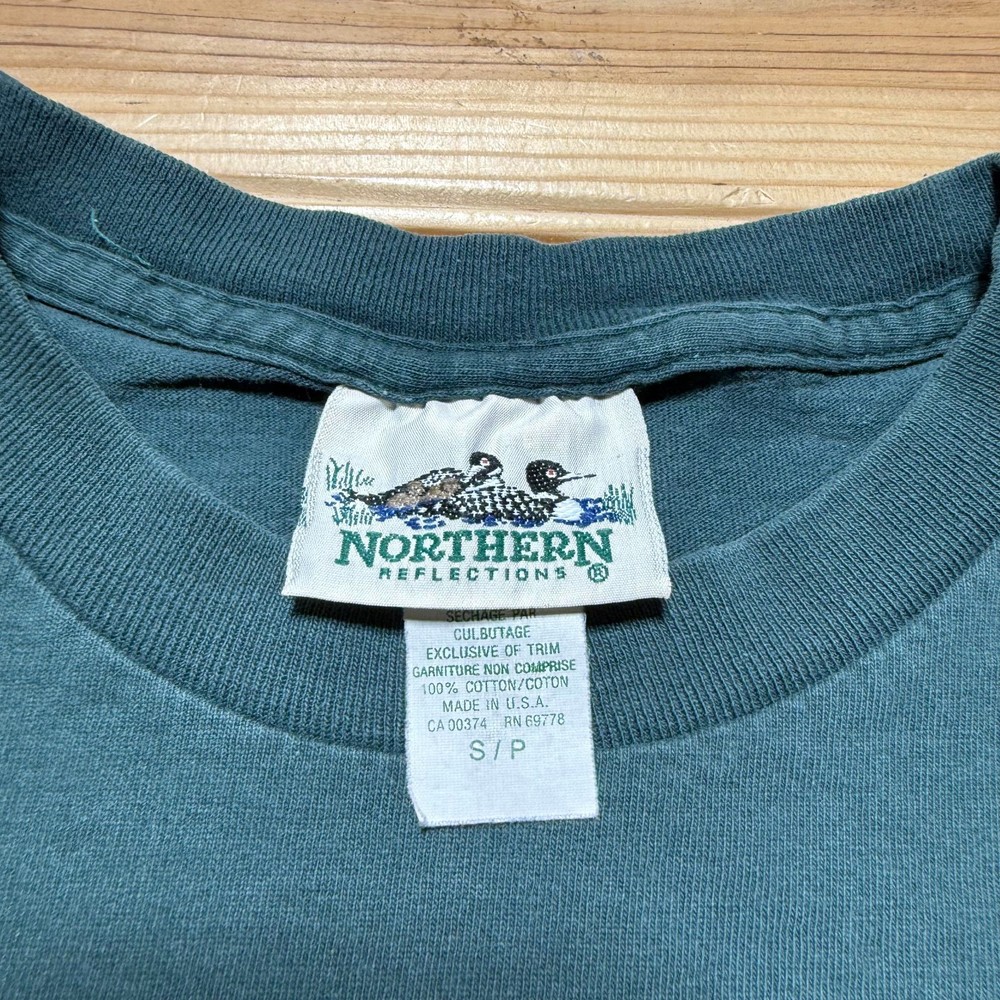 NORTHERN
REFLECTIONS ®
SECHAGE PAR
CULBUTAGE
EXCLUSIVE OF TRIM
GARNITURE NON COMPRISE
100% COTTON/COTON
MADE IN U.S.A.
CA 00374 RN 69778
S / P